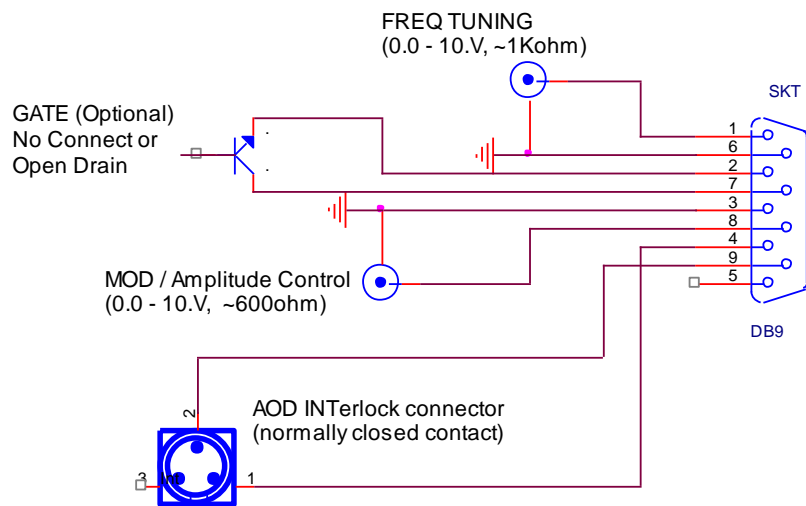 FREQ TUNING
(0.0 - 10.V, ~1Kohm)
SKT
GATE (Optional)
No Connect or
Open Drain
1
6
2
7
3
8
4
9
5
MOD / Amplitude Control
(0.0 - 10.V, ~600ohm)
DB9
AOD INTerlock connector
(normally closed contact)
2
3
Int
1